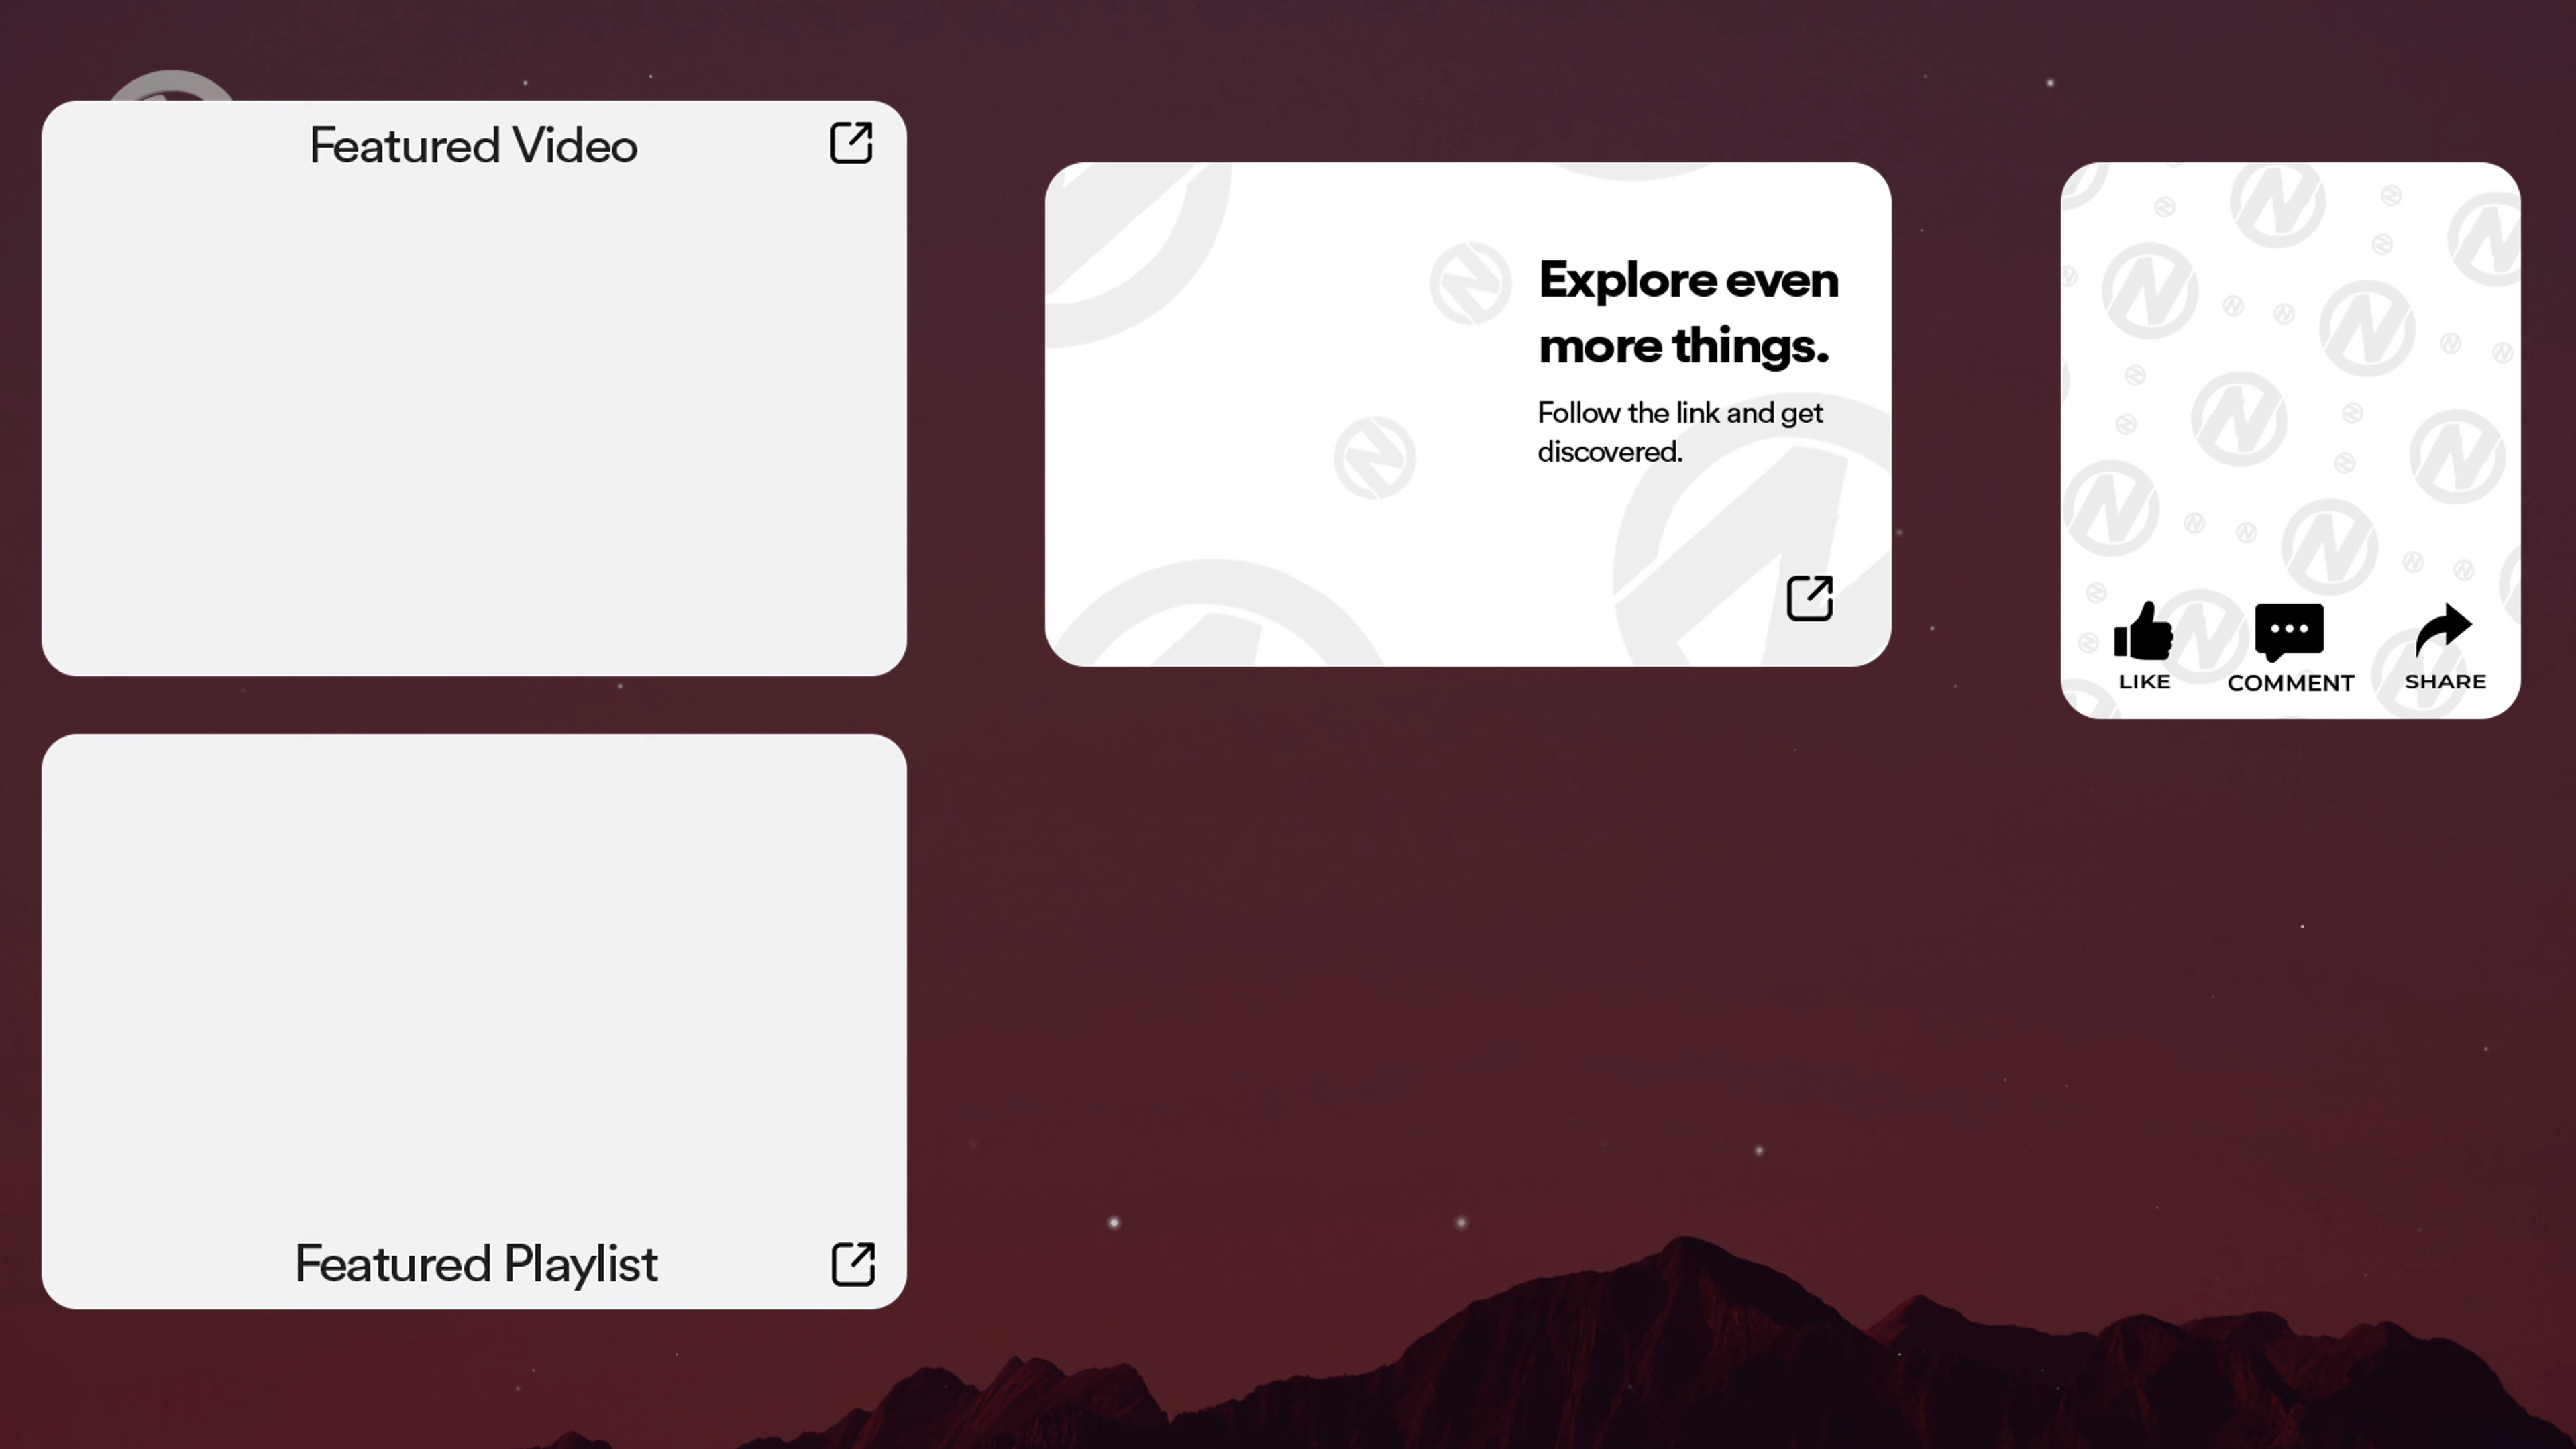 Featured Video
Explore even
more things.
Follow the link and get
discovered.
LIKE
COMMENT
SHARE
Featured Playlist